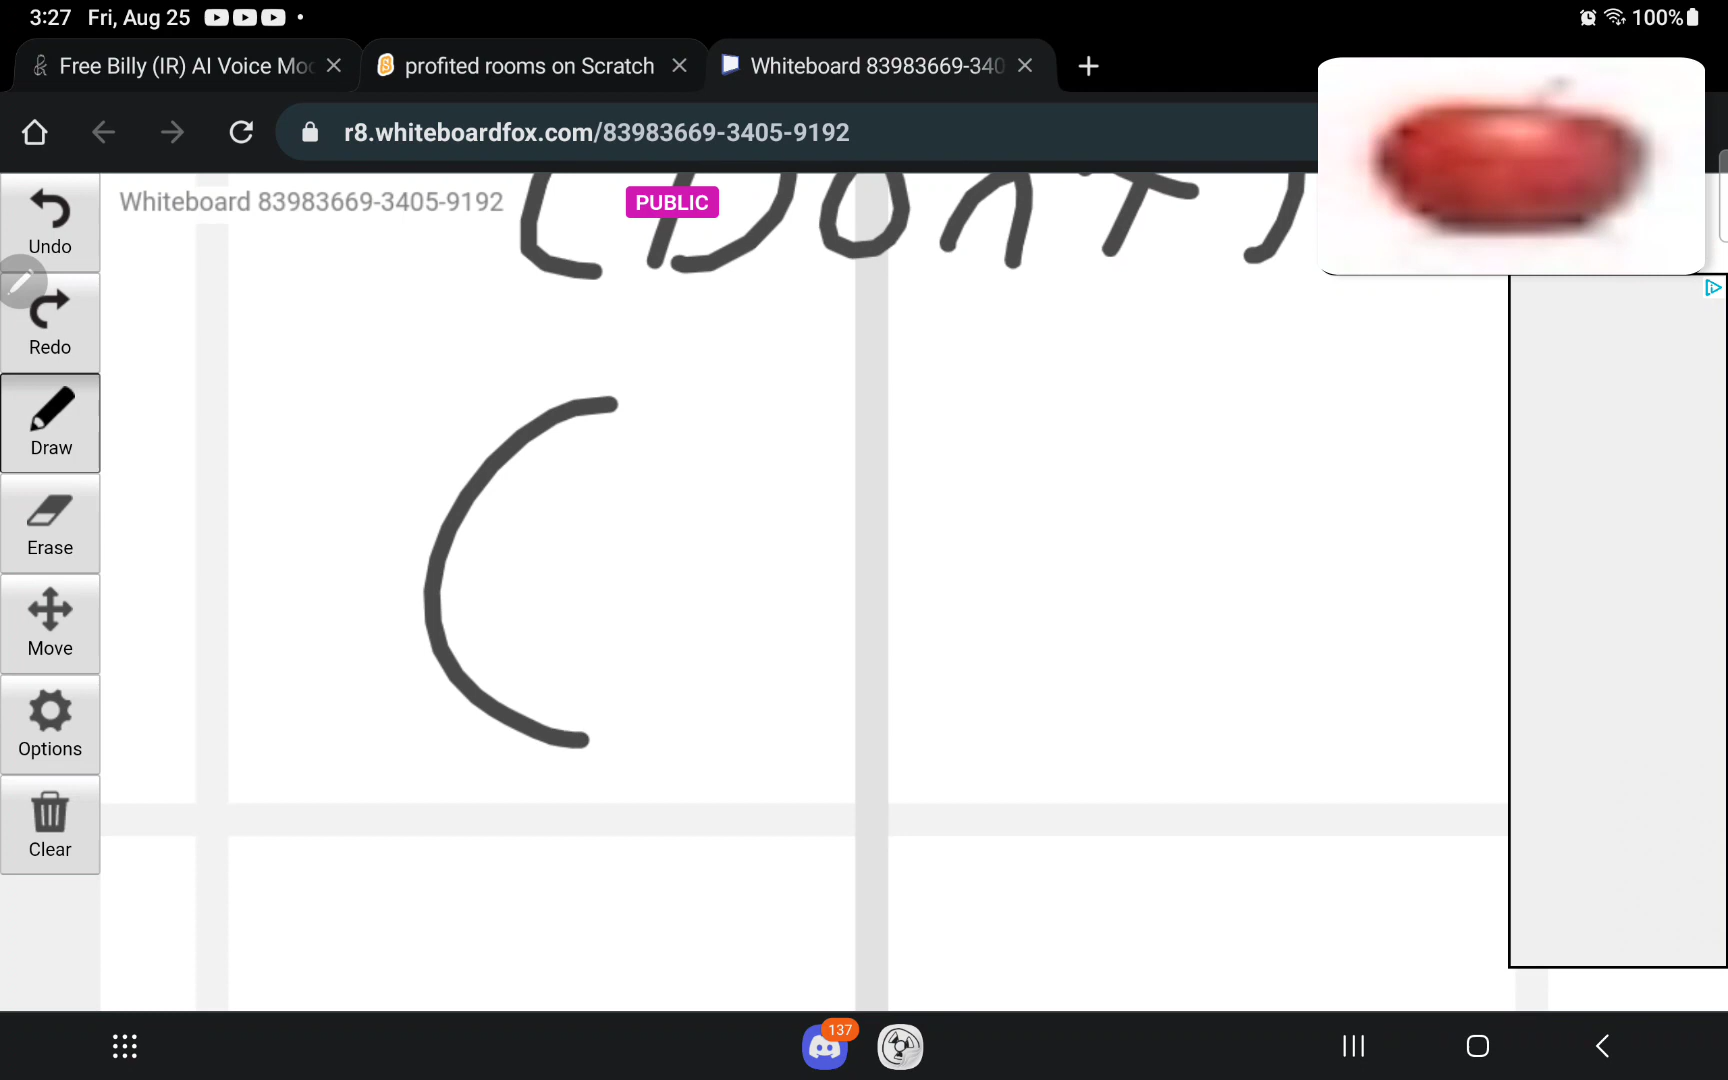 3:27 Fri, Aug 25 100%
Free Billy (IR) AI Voice Mo
profited rooms on Scratch
Whiteboard 83983669-340
r8.whiteboardfox.com/83983669-3405-9192
Whiteboard 83983669-3405-9192
PUBLIC
(DONT)
Undo
Redo
Draw
(
Erase
Move
Options
Clear
137